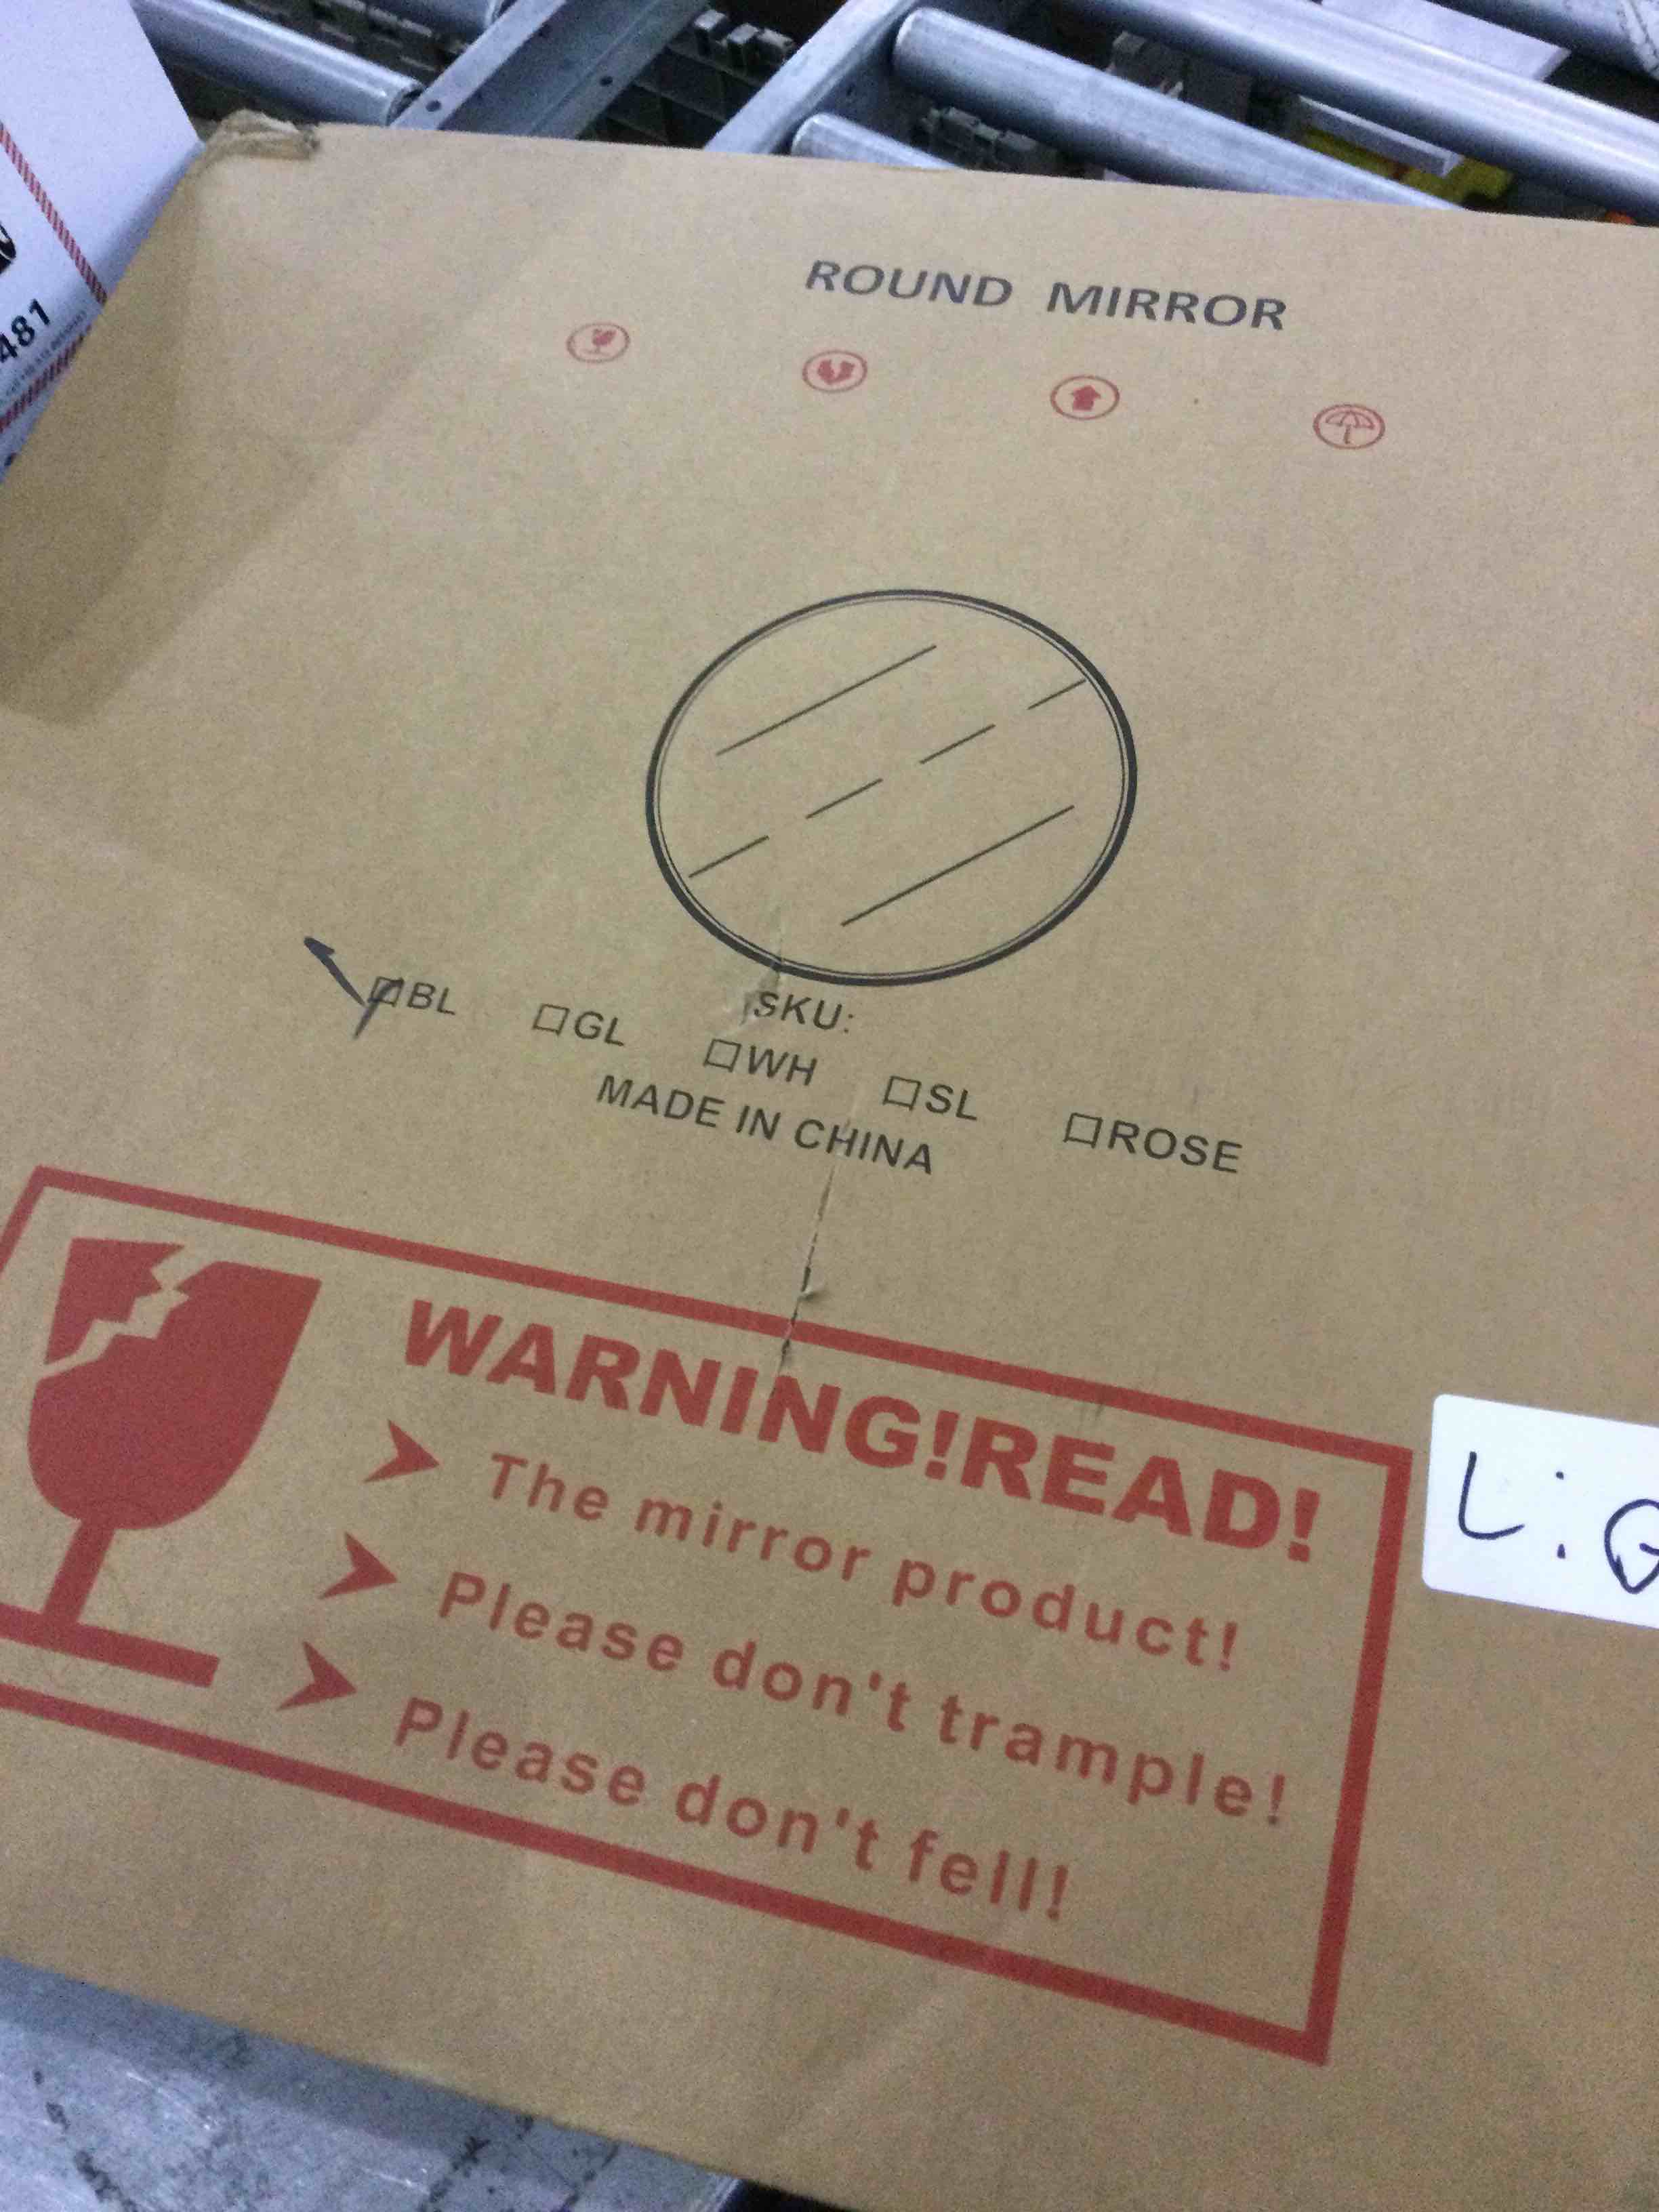 481
ROUND MIRROR
SKU:
BL GL WH SL ROSE
MADE IN CHINA
WARNING!READ!
The mirror product!
Please don't trample!
Please don't fell!